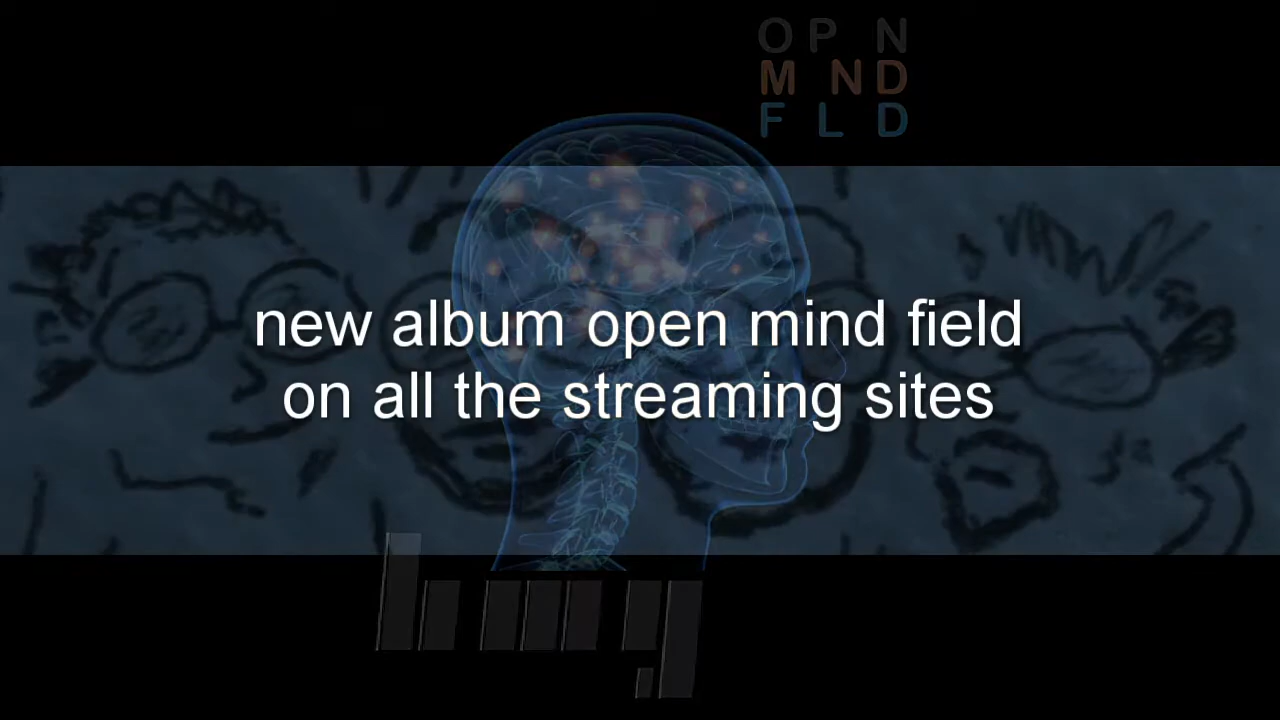 OP N
M ND
F L D
new album open mind field
on all the streaming sites